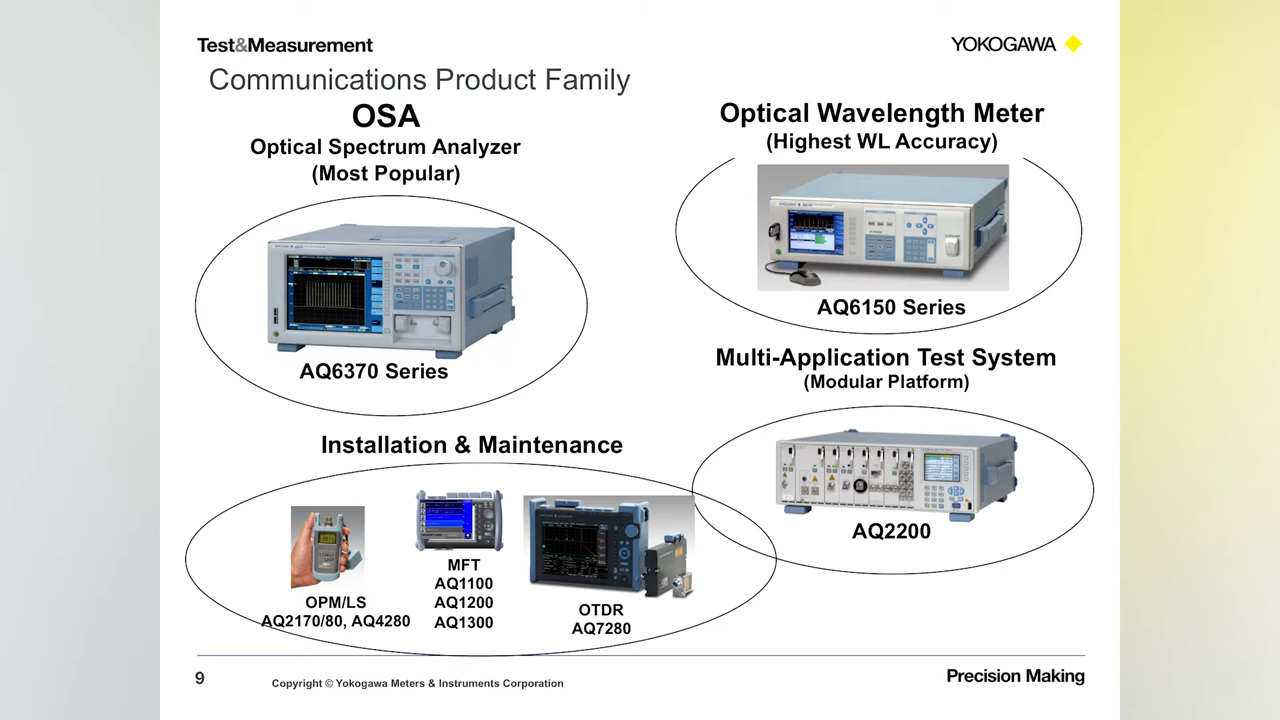 Test&Measurement
YOKOGAWA
Communications Product Family
OSA
Optical Spectrum Analyzer
(Most Popular)
AQ6370 Series
Optical Wavelength Meter
(Highest WL Accuracy)
AQ6150 Series
Multi-Application Test System
(Modular Platform)
AQ2200
Installation & Maintenance
OPM/LS
AQ2170/80, AQ4280
MFT
AQ1100
AQ1200
AQ1300
OTDR
AQ7280
9
Copyright © Yokogawa Meters & Instruments Corporation
Precision Making